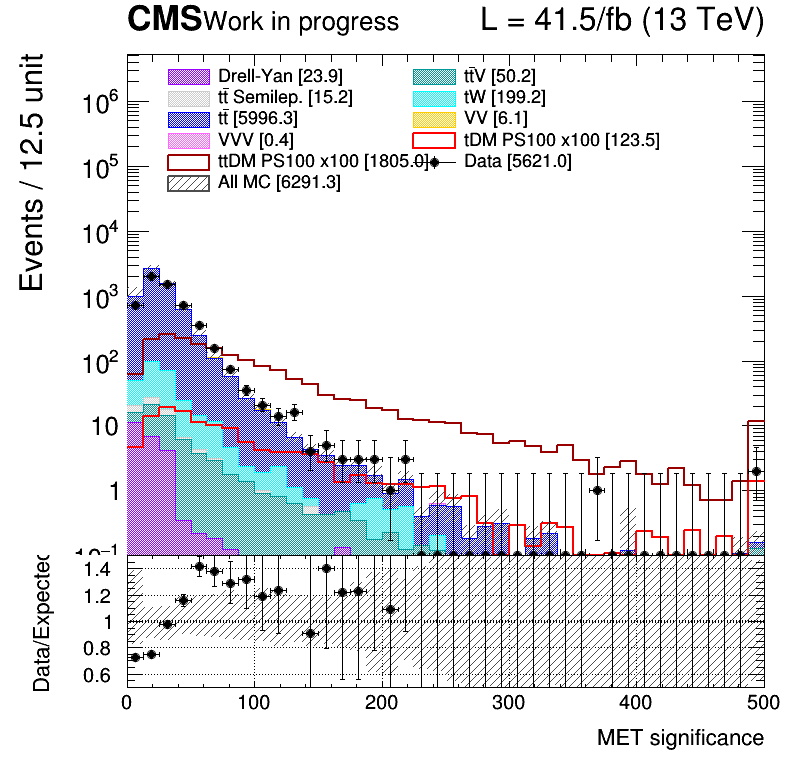 CMS Work in progress L = 41.5/fb (13 TeV)
Drell-Yan [23.9] tt̄V [50.2]
tt̄ Semilep. [15.2] tW [199.2]
tt̄ [5996.3] VV [6.1]
VVV [0.4] tDM PS100 x100 [123.5]
ttDM PS100 x100 [1805.0] Data [5621.0]
All MC [6291.3]
Events / 12.5 unit
10⁶
10⁵
10⁴
10³
10²
10
1
10⁻¹
Data/Expected
1.4
1.2
1
0.8
0.6
0 100 200 300 400 500
MET significance